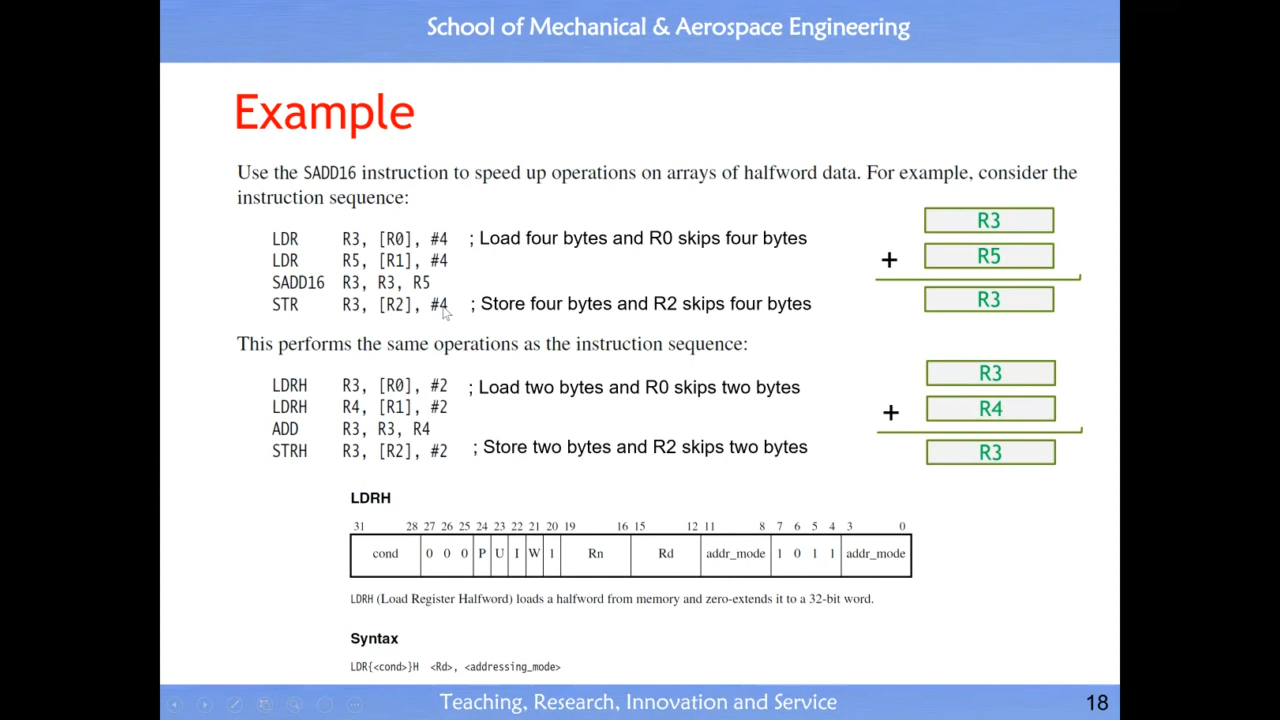 School of Mechanical & Aerospace Engineering
Example
Use the SADD16 instruction to speed up operations on arrays of halfword data. For example, consider the
instruction sequence:
LDR R3, [R0], #4 ; Load four bytes and R0 skips four bytes
LDR R5, [R1], #4
SADD16 R3, R3, R5
STR R3, [R2], #4 ; Store four bytes and R2 skips four bytes
R3
+ R5
R3
This performs the same operations as the instruction sequence:
LDRH R3, [R0], #2 ; Load two bytes and R0 skips two bytes
LDRH R4, [R1], #2
ADD R3, R3, R4
STRH R3, [R2], #2 ; Store two bytes and R2 skips two bytes
R3
+ R4
R3
LDRH
31 28 27 26 25 24 23 22 21 20 19 16 15 12 11 8 7 6 5 4 3 0
cond 0 0 0 P U I W 1 Rn Rd addr_mode 1 0 1 1 addr_mode
LDRH (Load Register Halfword) loads a halfword from memory and zero-extends it to a 32-bit word.
Syntax
LDR{<cond>}H <Rd>, <addressing_mode>
Teaching, Research, Innovation and Service
18